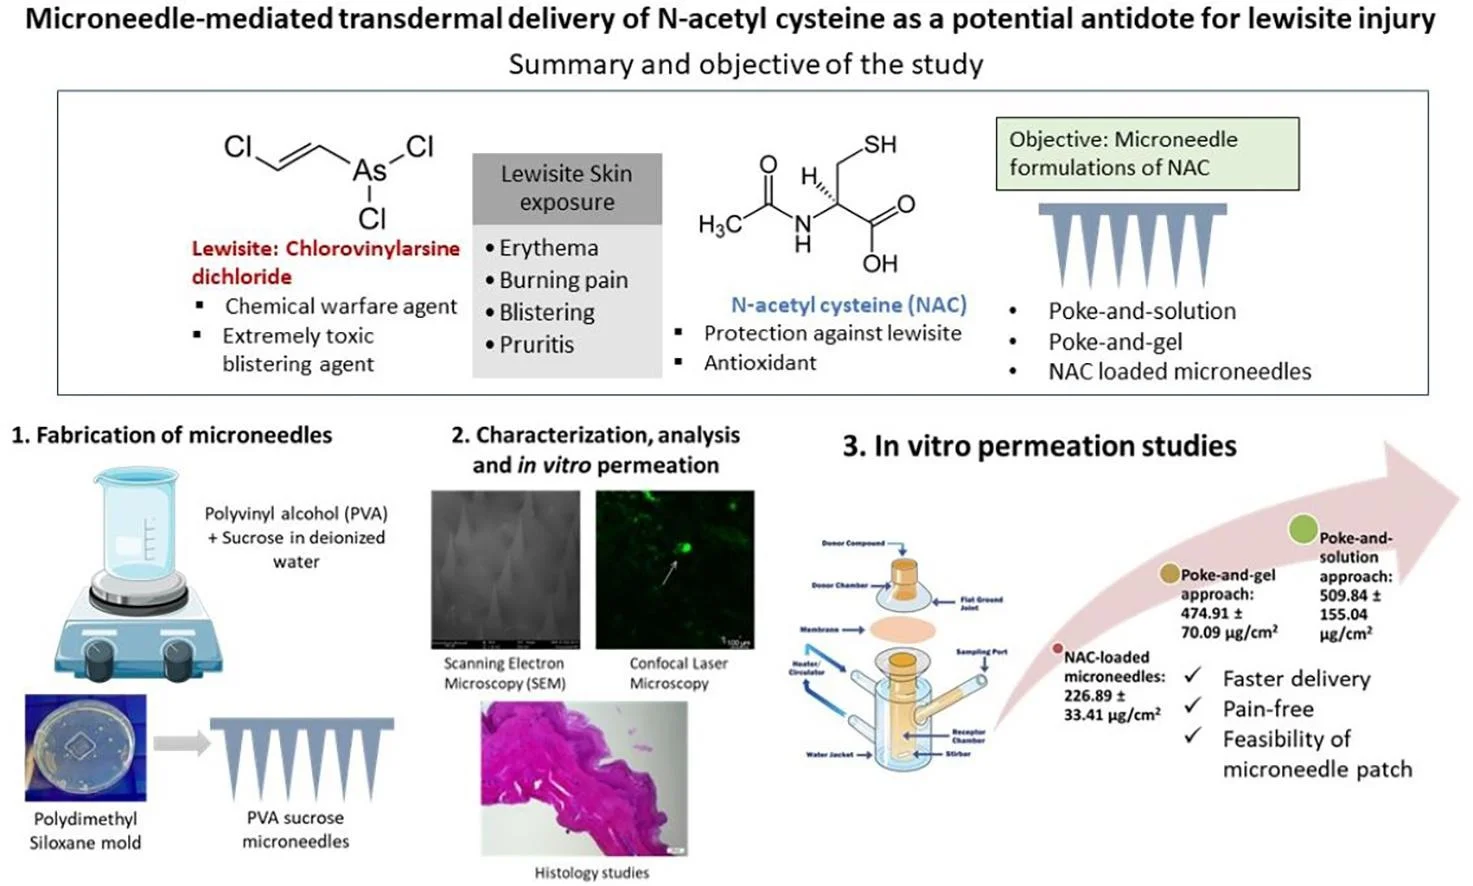 Microneedle-mediated transdermal delivery of N-acetyl cysteine as a potential antidote for lewisite injury
Summary and objective of the study
Cl
Cl
As
Cl
Lewisite: Chlorovinylarsine
dichloride
▪ Chemical warfare agent
▪ Extremely toxic
blistering agent
Lewisite Skin
exposure
• Erythema
• Burning pain
• Blistering
• Pruritis
SH
O
H
H₃C
N
H
O
OH
N-acetyl cysteine (NAC)
▪ Protection against lewisite
▪ Antioxidant
Objective: Microneedle
formulations of NAC
• Poke-and-solution
• Poke-and-gel
• NAC loaded microneedles
1. Fabrication of microneedles
Polyvinyl alcohol (PVA)
+ Sucrose in deionized
water
Polydimethyl
Siloxane mold
PVA sucrose
microneedles
2. Characterization, analysis
and in vitro permeation
100 µm
Scanning Electron
Microscopy (SEM)
Confocal Laser
Microscopy
Histology studies
3. In vitro permeation studies
Donor Compound
Donor Chamber
Flat Ground
Joint
Membrane
Sampling Port
Heater/
Circulator
Receptor
Chamber
Water Jacket
Stirbar
NAC-loaded
microneedles:
226.89 ±
33.41 µg/cm²
Poke-and-gel
approach:
474.91 ±
70.09 µg/cm²
Poke-and-
solution
approach:
509.84 ±
155.04
µg/cm²
✓ Faster delivery
✓ Pain-free
✓ Feasibility of
microneedle patch